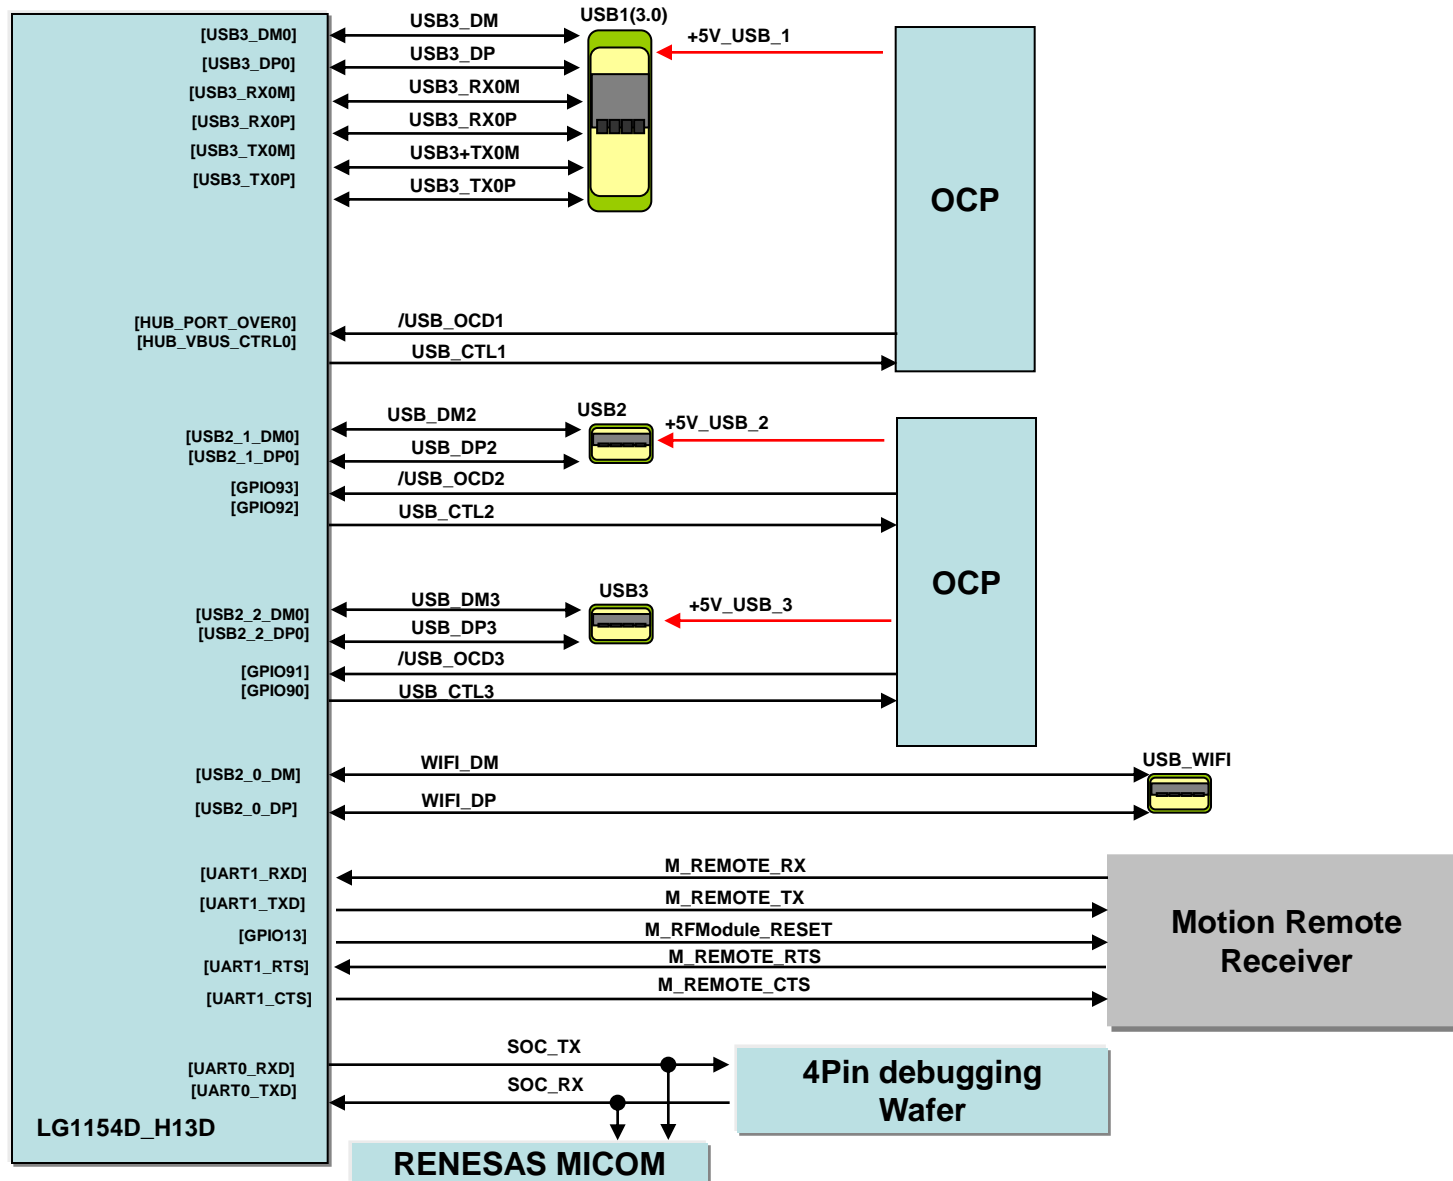 USB3_DM
USB1(3.0)
[USB3_DM0]
+5V_USB_1
USB3_DP
[USB3_DP0]
USB3_RX0M
[USB3_RX0M]
USB3_RX0P
[USB3_RX0P]
USB3+TX0M
[USB3_TX0M]
USB3_TX0P
[USB3_TX0P]
OCP
/USB_OCD1
[HUB_PORT_OVER0]
[HUB_VBUS_CTRL0]
USB_CTL1
USB_DM2
USB2
+5V_USB_2
[USB2_1_DM0]
USB_DP2
[USB2_1_DP0]
/USB_OCD2
[GPIO93]
[GPIO92]
USB_CTL2
OCP
USB3
USB_DM3
+5V_USB_3
[USB2_2_DM0]
USB_DP3
[USB2_2_DP0]
/USB_OCD3
[GPIO91]
[GPIO90]
USB_CTL3
WIFI_DM
USB_WIFI
[USB2_0_DM]
WIFI_DP
[USB2_0_DP]
M_REMOTE_RX
[UART1_RXD]
M_REMOTE_TX
[UART1_TXD]
M_RFModule_RESET
[GPIO13]
M_REMOTE_RTS
[UART1_RTS]
M_REMOTE_CTS
[UART1_CTS]
Motion Remote
Receiver
SOC_TX
[UART0_RXD]
SOC_RX
[UART0_TXD]
4Pin debugging
Wafer
LG1154D_H13D
RENESAS MICOM